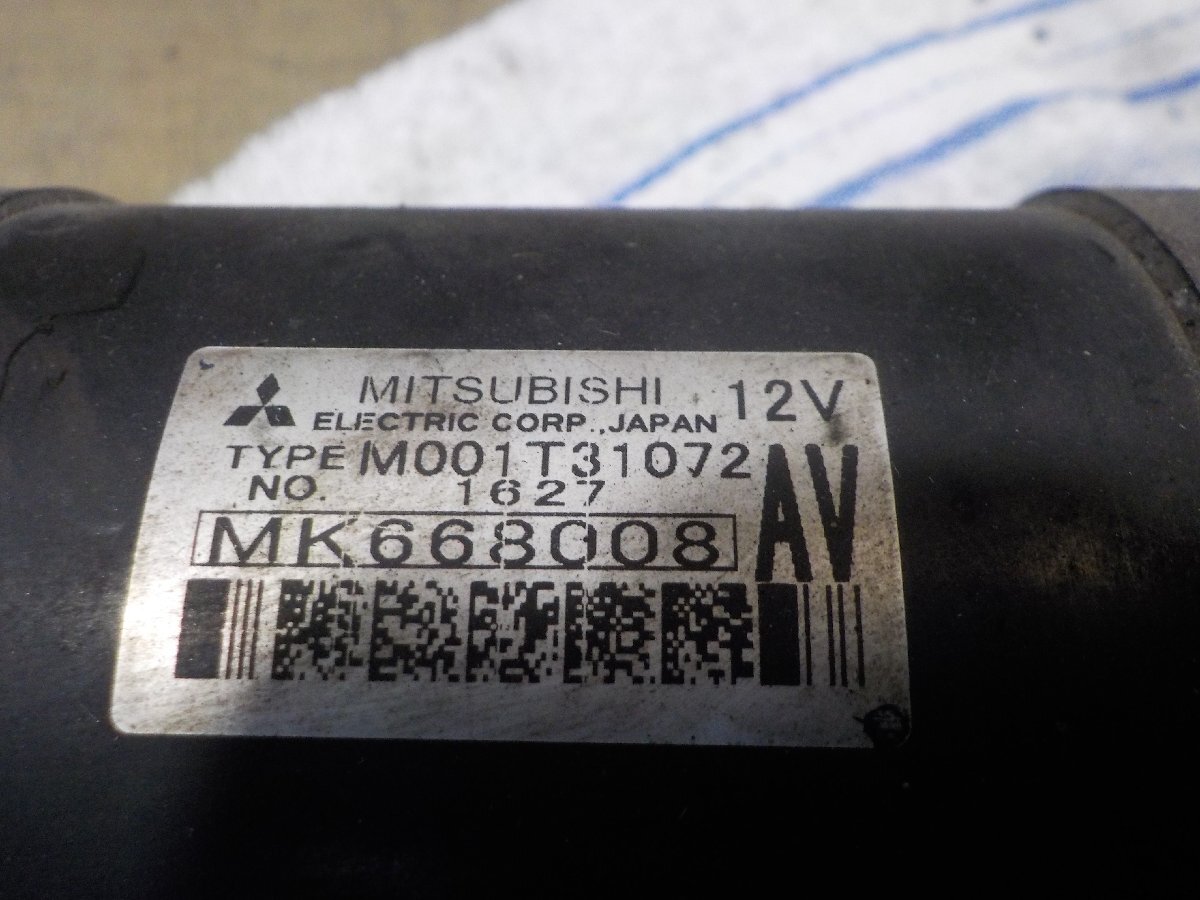 MITSUBISHI 12V
ELECTRIC CORP.,JAPAN
TYPE M001T31072
NO. 1627
AV
MK668008